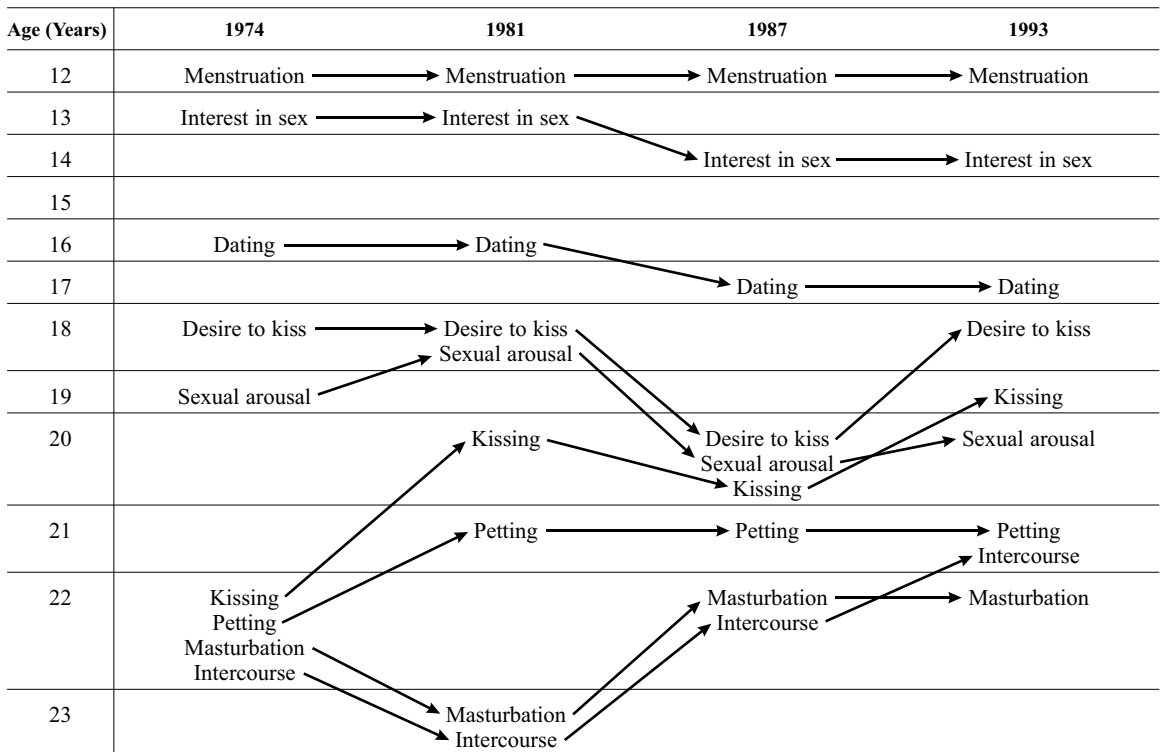 Age (Years) 1974 1981 1987 1993
12 Menstruation Menstruation Menstruation Menstruation
13 Interest in sex Interest in sex
14 Interest in sex Interest in sex
15
16 Dating Dating
17 Dating Dating
18 Desire to kiss Desire to kiss Desire to kiss
Sexual arousal
19 Sexual arousal Kissing
20 Kissing Desire to kiss Sexual arousal
Sexual arousal
Kissing
21 Petting Petting Petting
Intercourse
22 Kissing Masturbation Masturbation
Petting Intercourse
Masturbation
Intercourse
23 Masturbation
Intercourse